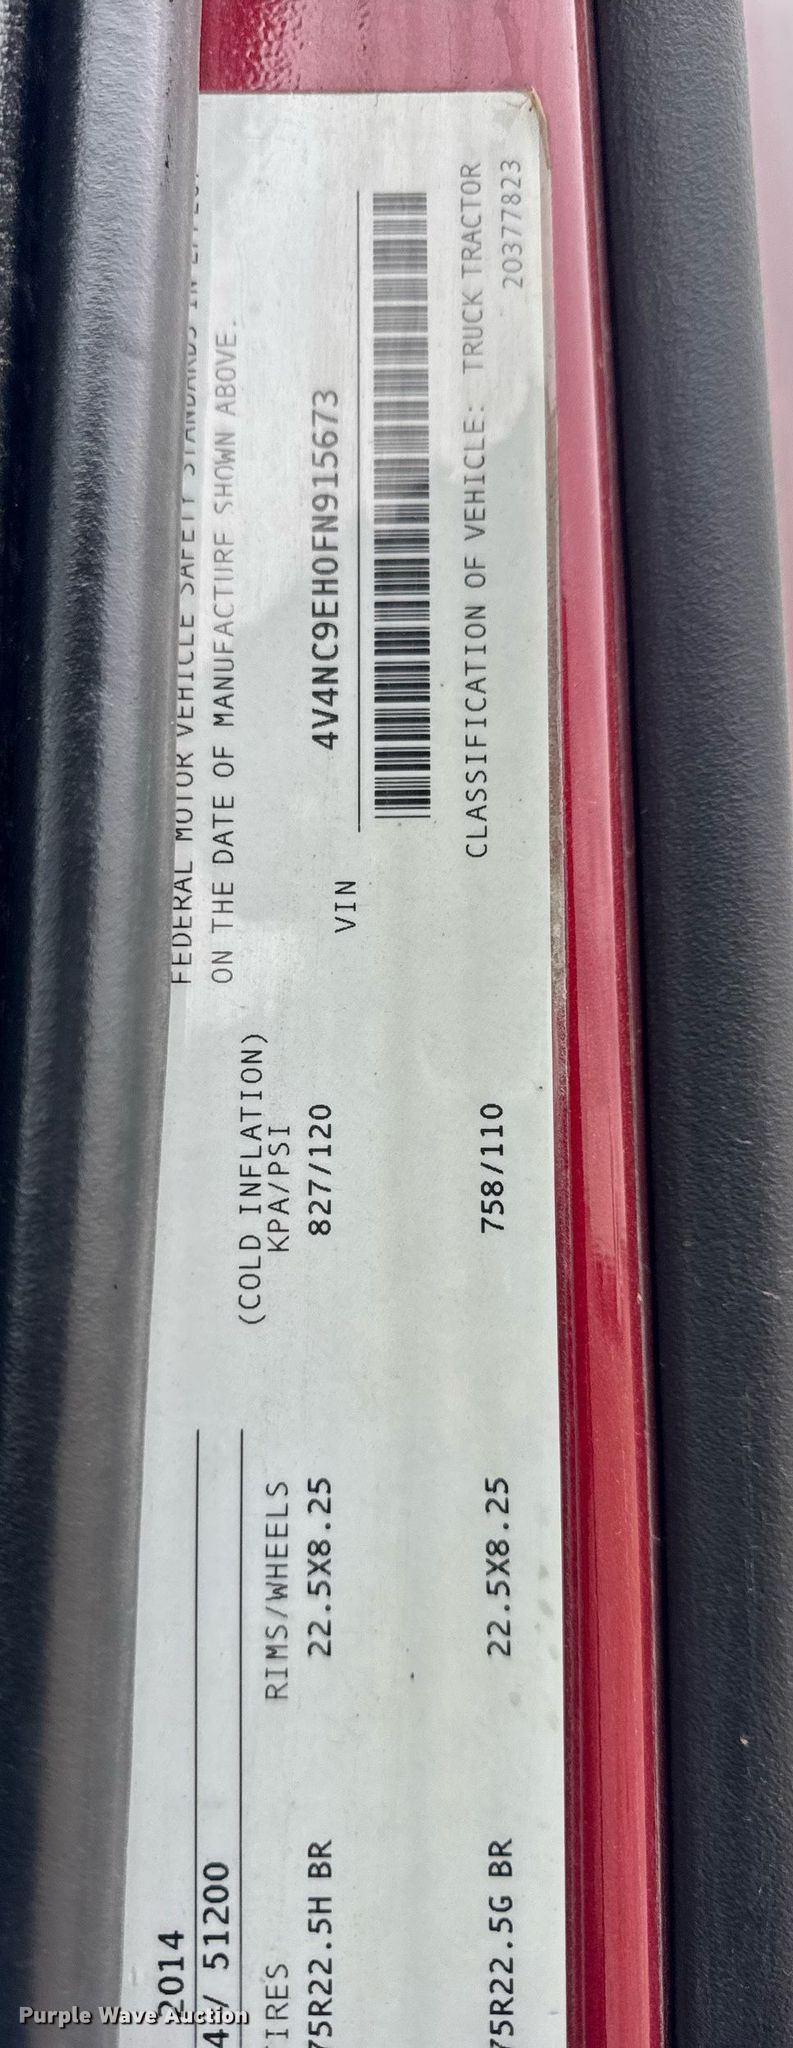 2014
4/ 51200
FEDERAL MOTOR VEHICLE SAFETY STANDARDS IN EFFECT
ON THE DATE OF MANUFACTURE SHOWN ABOVE.
(COLD INFLATION)
IRES RIMS/WHEELS KPA/PSI
75R22.5H BR 22.5X8.25 827/120
VIN 4V4NC9EH0FN915673
75R22.5G BR 22.5X8.25 758/110
CLASSIFICATION OF VEHICLE: TRUCK TRACTOR
20377823
Purple Wave Auction